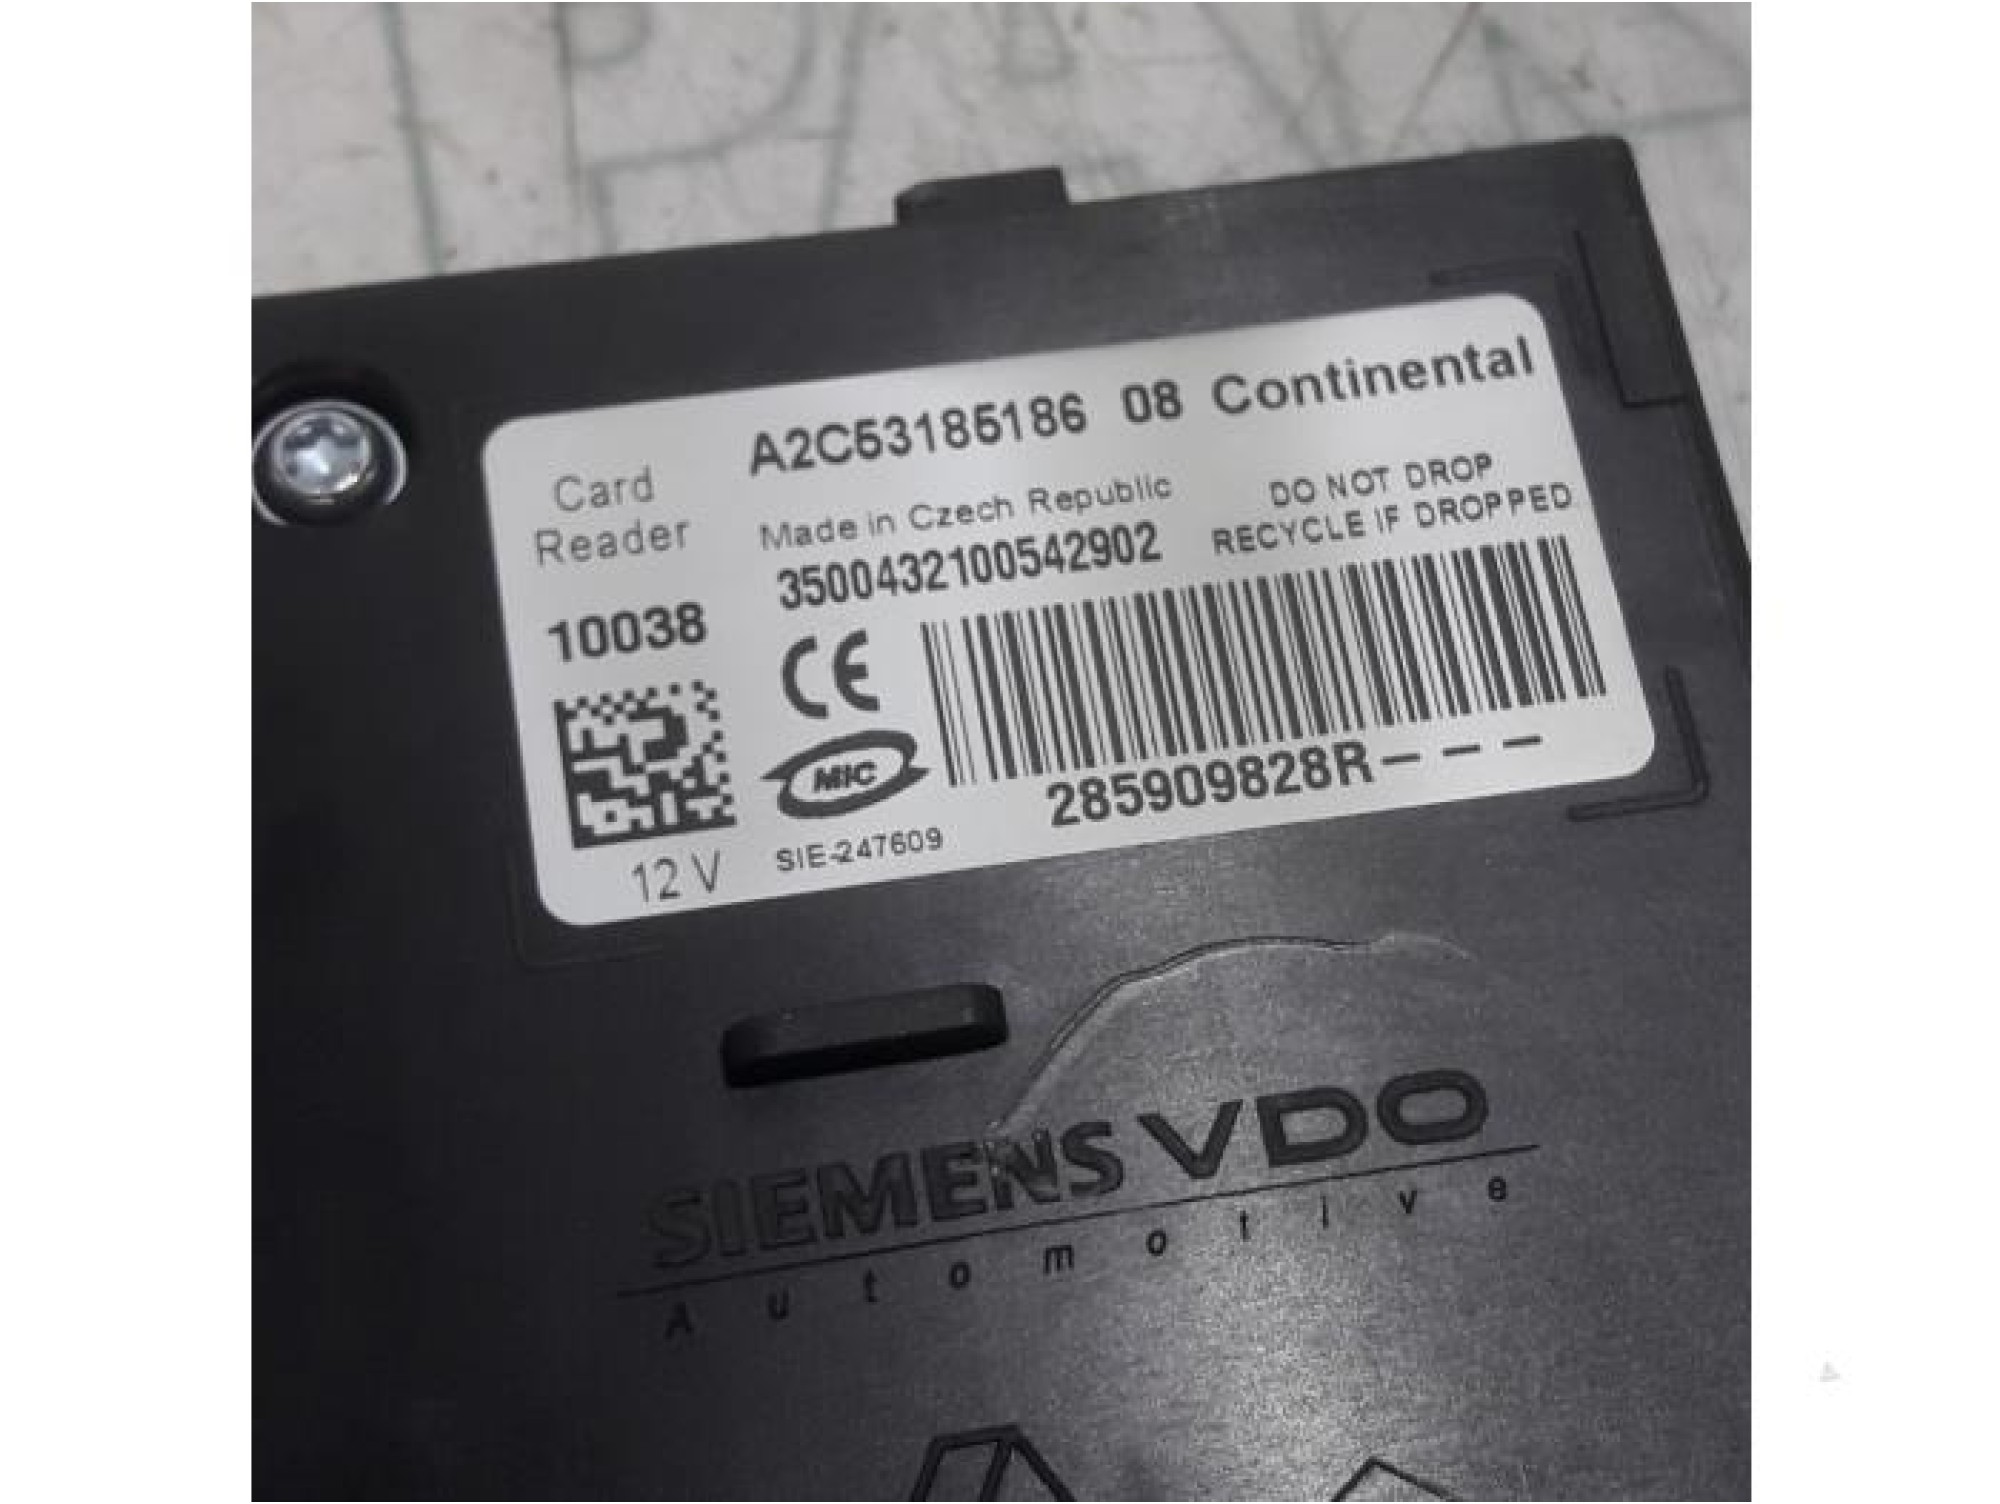 A2C53185186 08 Continental
Card
Reader
Made in Czech Republic
DO NOT DROP
RECYCLE IF DROPPED
3500432100542902
10038
CE
MIC
285909828R---
12 V
SIE-247609
SIEMENS VDO
Automotive